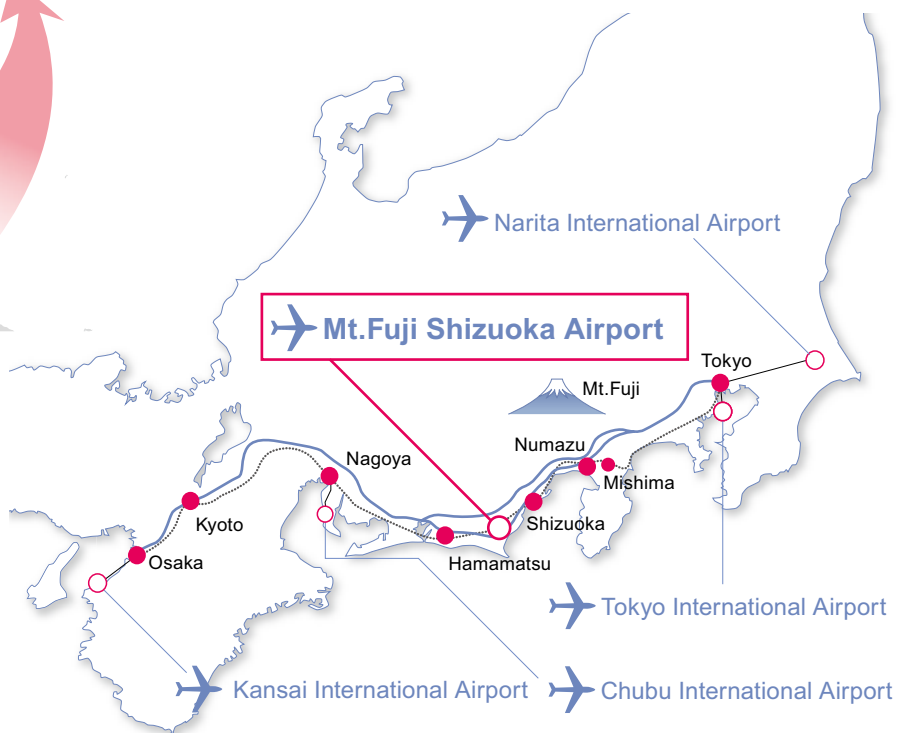 Narita International Airport
Mt.Fuji Shizuoka Airport
Tokyo
Mt.Fuji
Numazu
Nagoya
Mishima
Kyoto
Shizuoka
Osaka
Hamamatsu
Tokyo International Airport
Kansai International Airport
Chubu International Airport